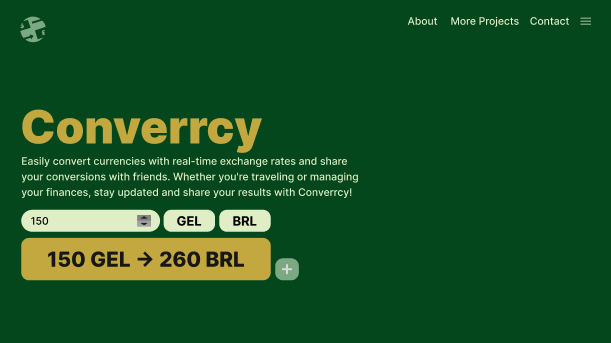 About More Projects Contact
Converrcy
Easily convert currencies with real-time exchange rates and share
your conversions with friends. Whether you're traveling or managing
your finances, stay updated and share your results with Converrcy!
150 GEL BRL
150 GEL → 260 BRL
+